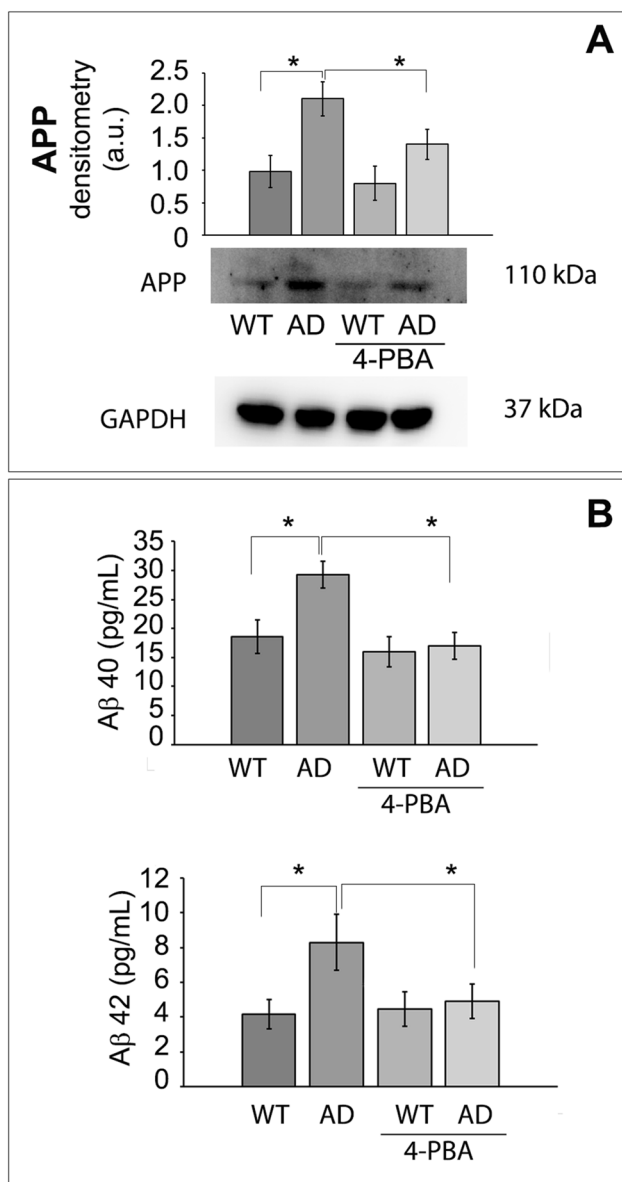 A
APP
densitometry
(a.u.)
2.5
2.0
1.5
1.0
0.5
0
* *
APP 110 kDa
WT AD WT AD
4-PBA
GAPDH 37 kDa
B
Aβ 40 (pg/mL)
35
30
25
20
15
10
5
0
* *
WT AD WT AD
4-PBA
Aβ 42 (pg/mL)
12
10
8
6
4
2
0
* *
WT AD WT AD
4-PBA